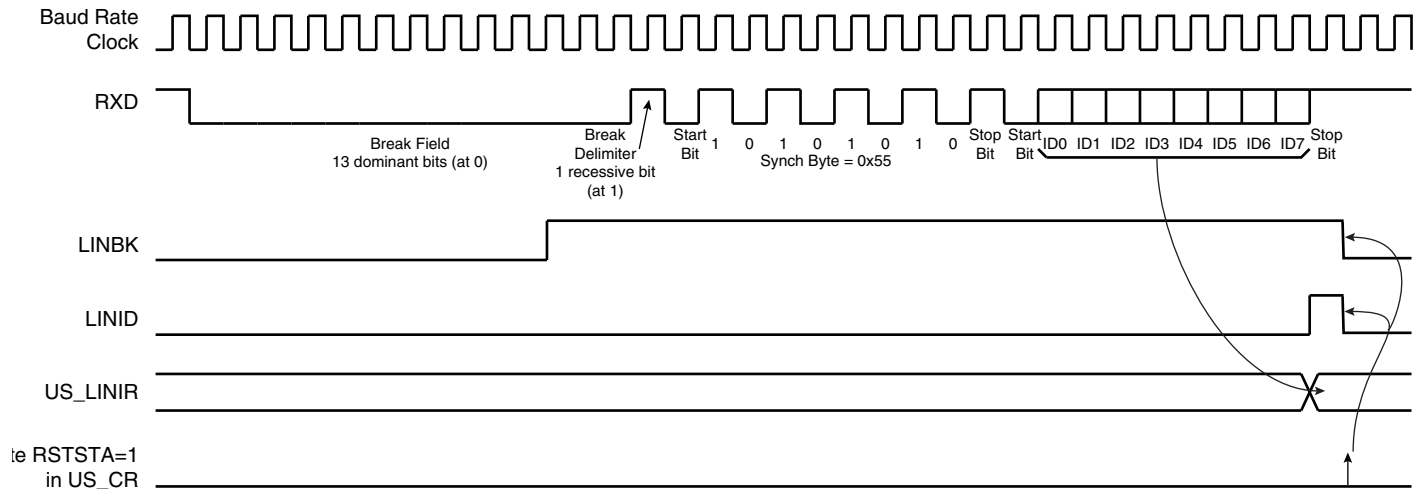 Baud Rate
Clock
RXD
Break Field
13 dominant bits (at 0)
Break
Delimiter
1 recessive bit
(at 1)
Start
Bit
1 0 1 0 1 0 1 0
Synch Byte = 0x55
Stop
Bit
Start
Bit
ID0 ID1 ID2 ID3 ID4 ID5 ID6 ID7
Stop
Bit
LINBK
LINID
US_LINIR
te RSTSTA=1
in US_CR